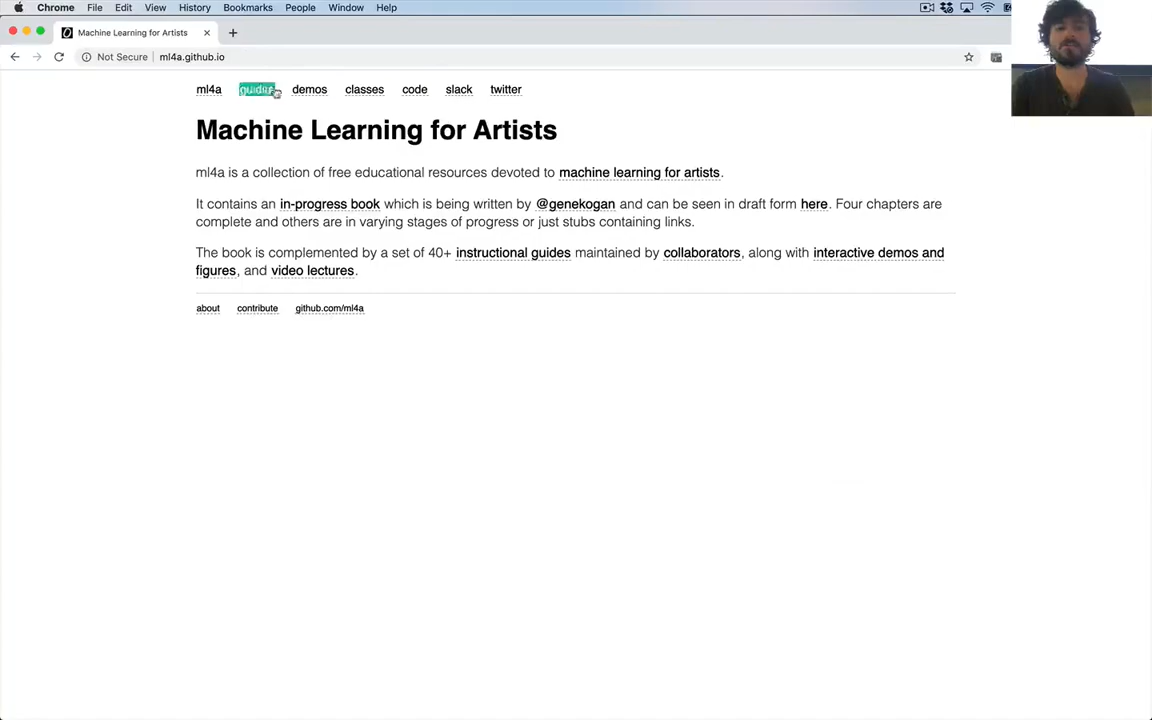 Chrome File Edit View History Bookmarks People Window Help
Machine Learning for Artists
Not Secure ml4a.github.io
ml4a guides demos classes code slack twitter
Machine Learning for Artists
ml4a is a collection of free educational resources devoted to machine learning for artists.
It contains an in-progress book which is being written by @genekogan and can be seen in draft form here. Four chapters are
complete and others are in varying stages of progress or just stubs containing links.
The book is complemented by a set of 40+ instructional guides maintained by collaborators, along with interactive demos and
figures, and video lectures.
about contribute github.com/ml4a